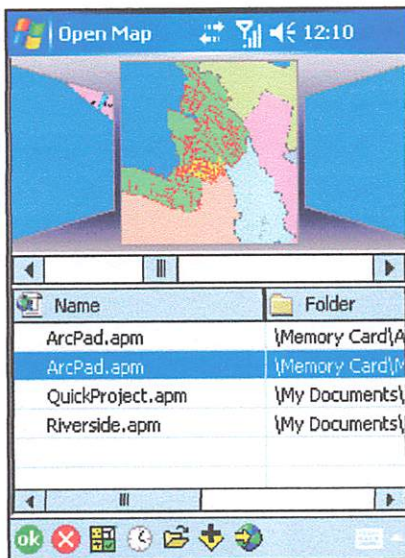 Open Map 12:10
Name Folder
ArcPad.apm \Memory Card\A
ArcPad.apm \Memory Card\M
QuickProject.apm \My Documents\
Riverside.apm \My Documents\
ok